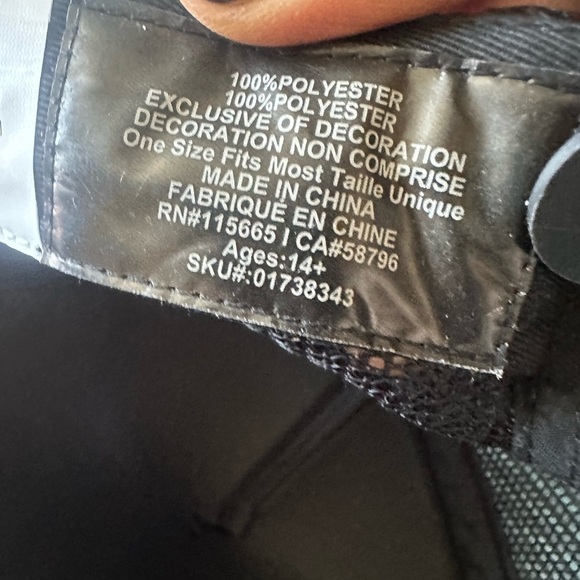 100%POLYESTER
100%POLYESTER
EXCLUSIVE OF DECORATION
DECORATION NON COMPRISE
One Size Fits Most Taille Unique
MADE IN CHINA
FABRIQUE EN CHINE
RN#115665 | CA#58796
Ages:14+
SKU#:01738343